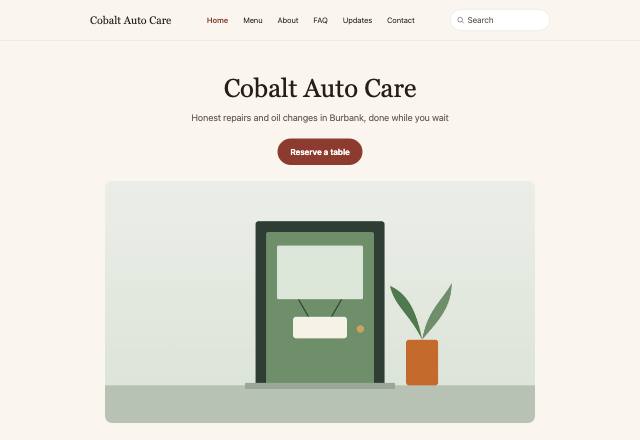 Cobalt Auto Care
Home Menu About FAQ Updates Contact
Search
Cobalt Auto Care
Honest repairs and oil changes in Burbank, done while you wait
Reserve a table